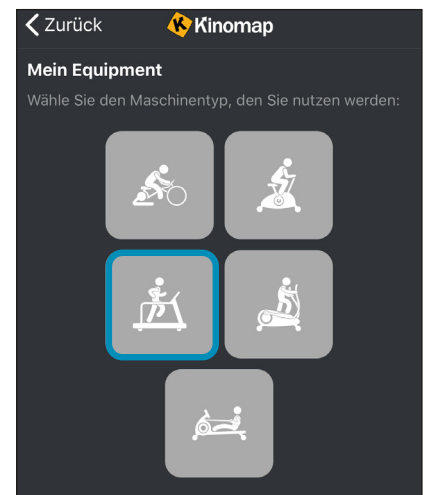 Zurück
Kinomap
Mein Equipment
Wähle Sie den Maschinentyp, den Sie nutzen werden: